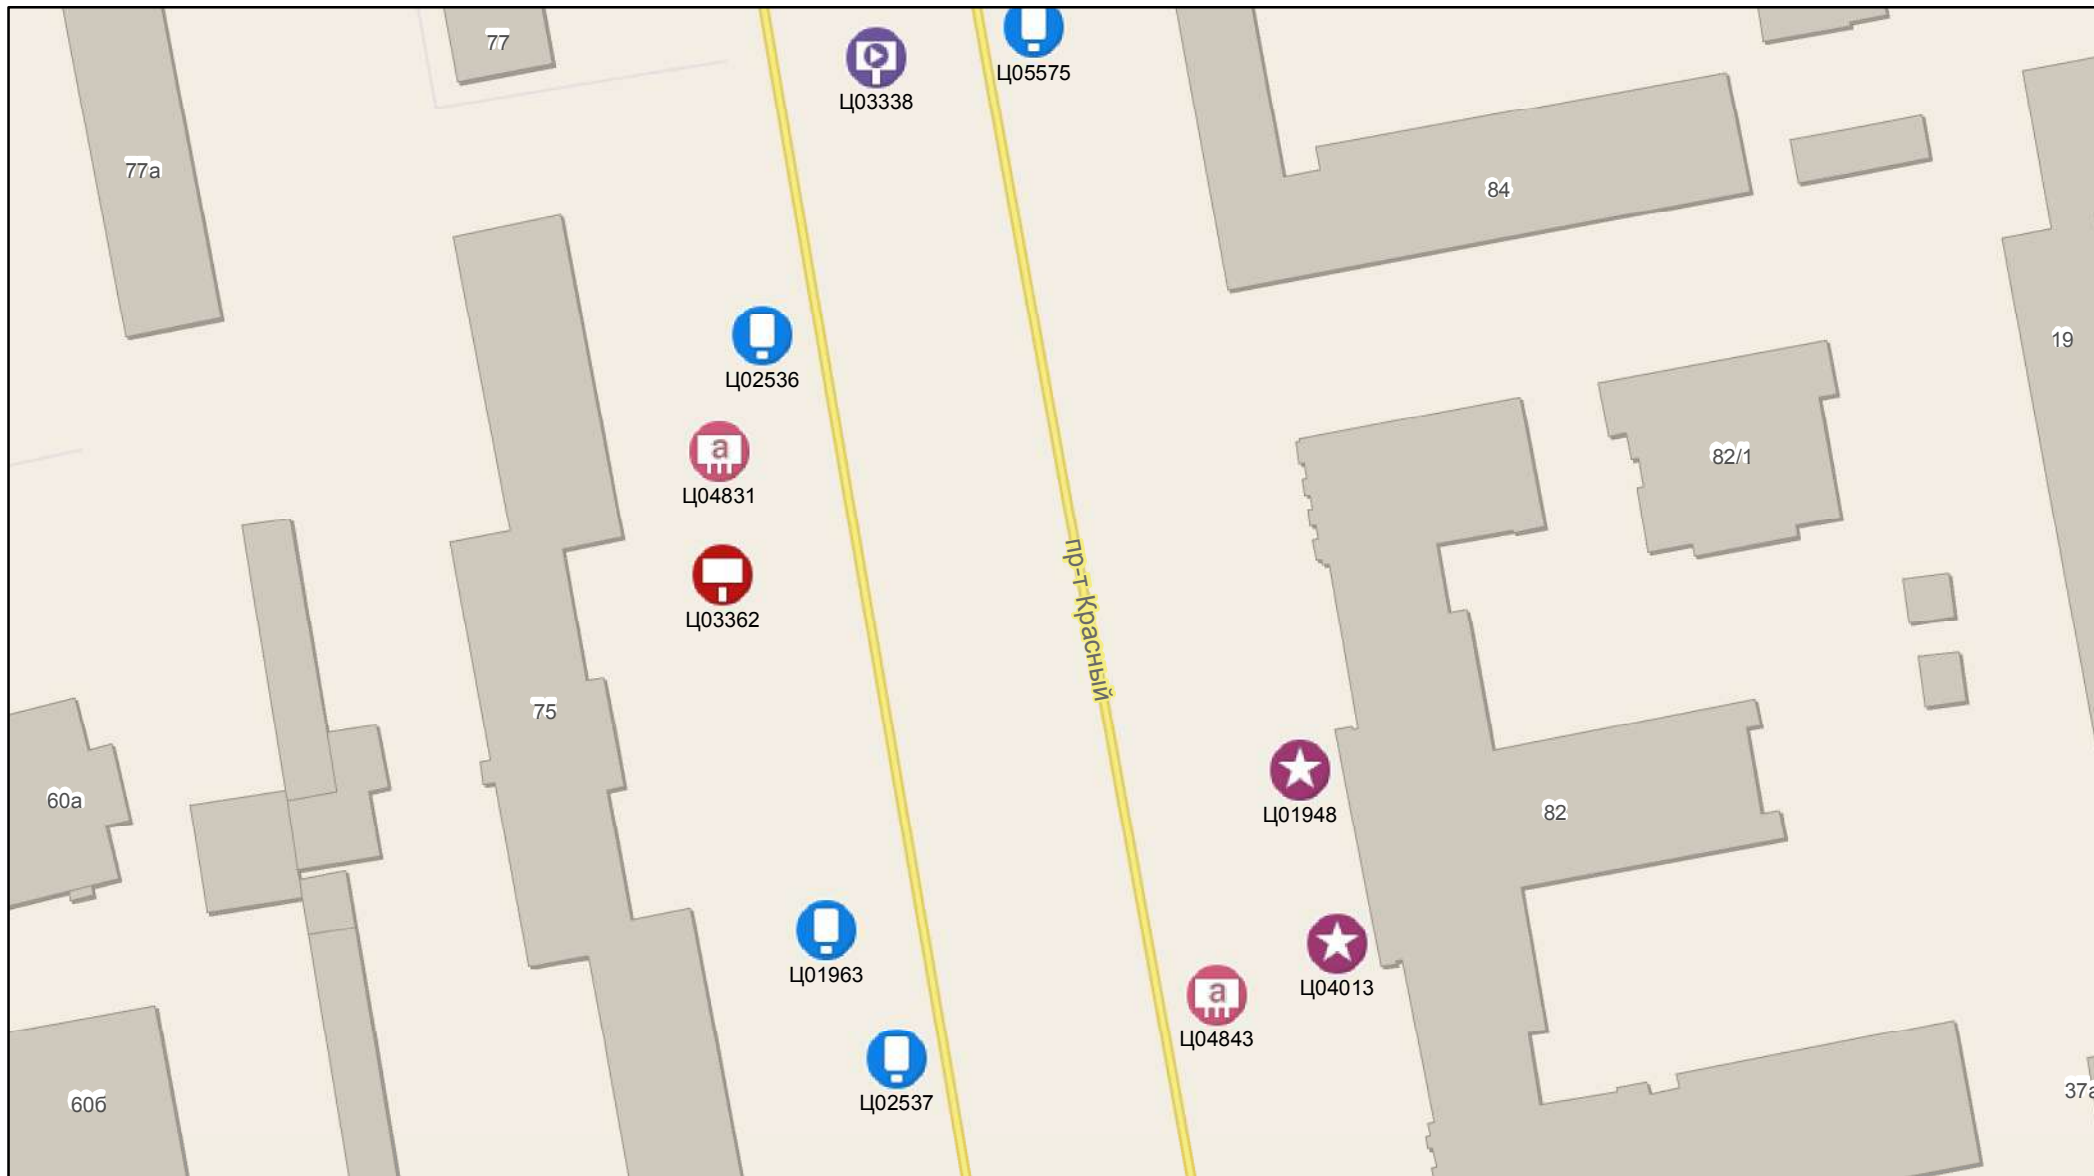 77
Ц03338
Ц05575
77а
84
19
Ц02536
82/1
а
Ц04831
Ц03362
пр-т Красный
75
60а
Ц01948
82
Ц01963
Ц04013
а
Ц04843
60б
Ц02537
37а